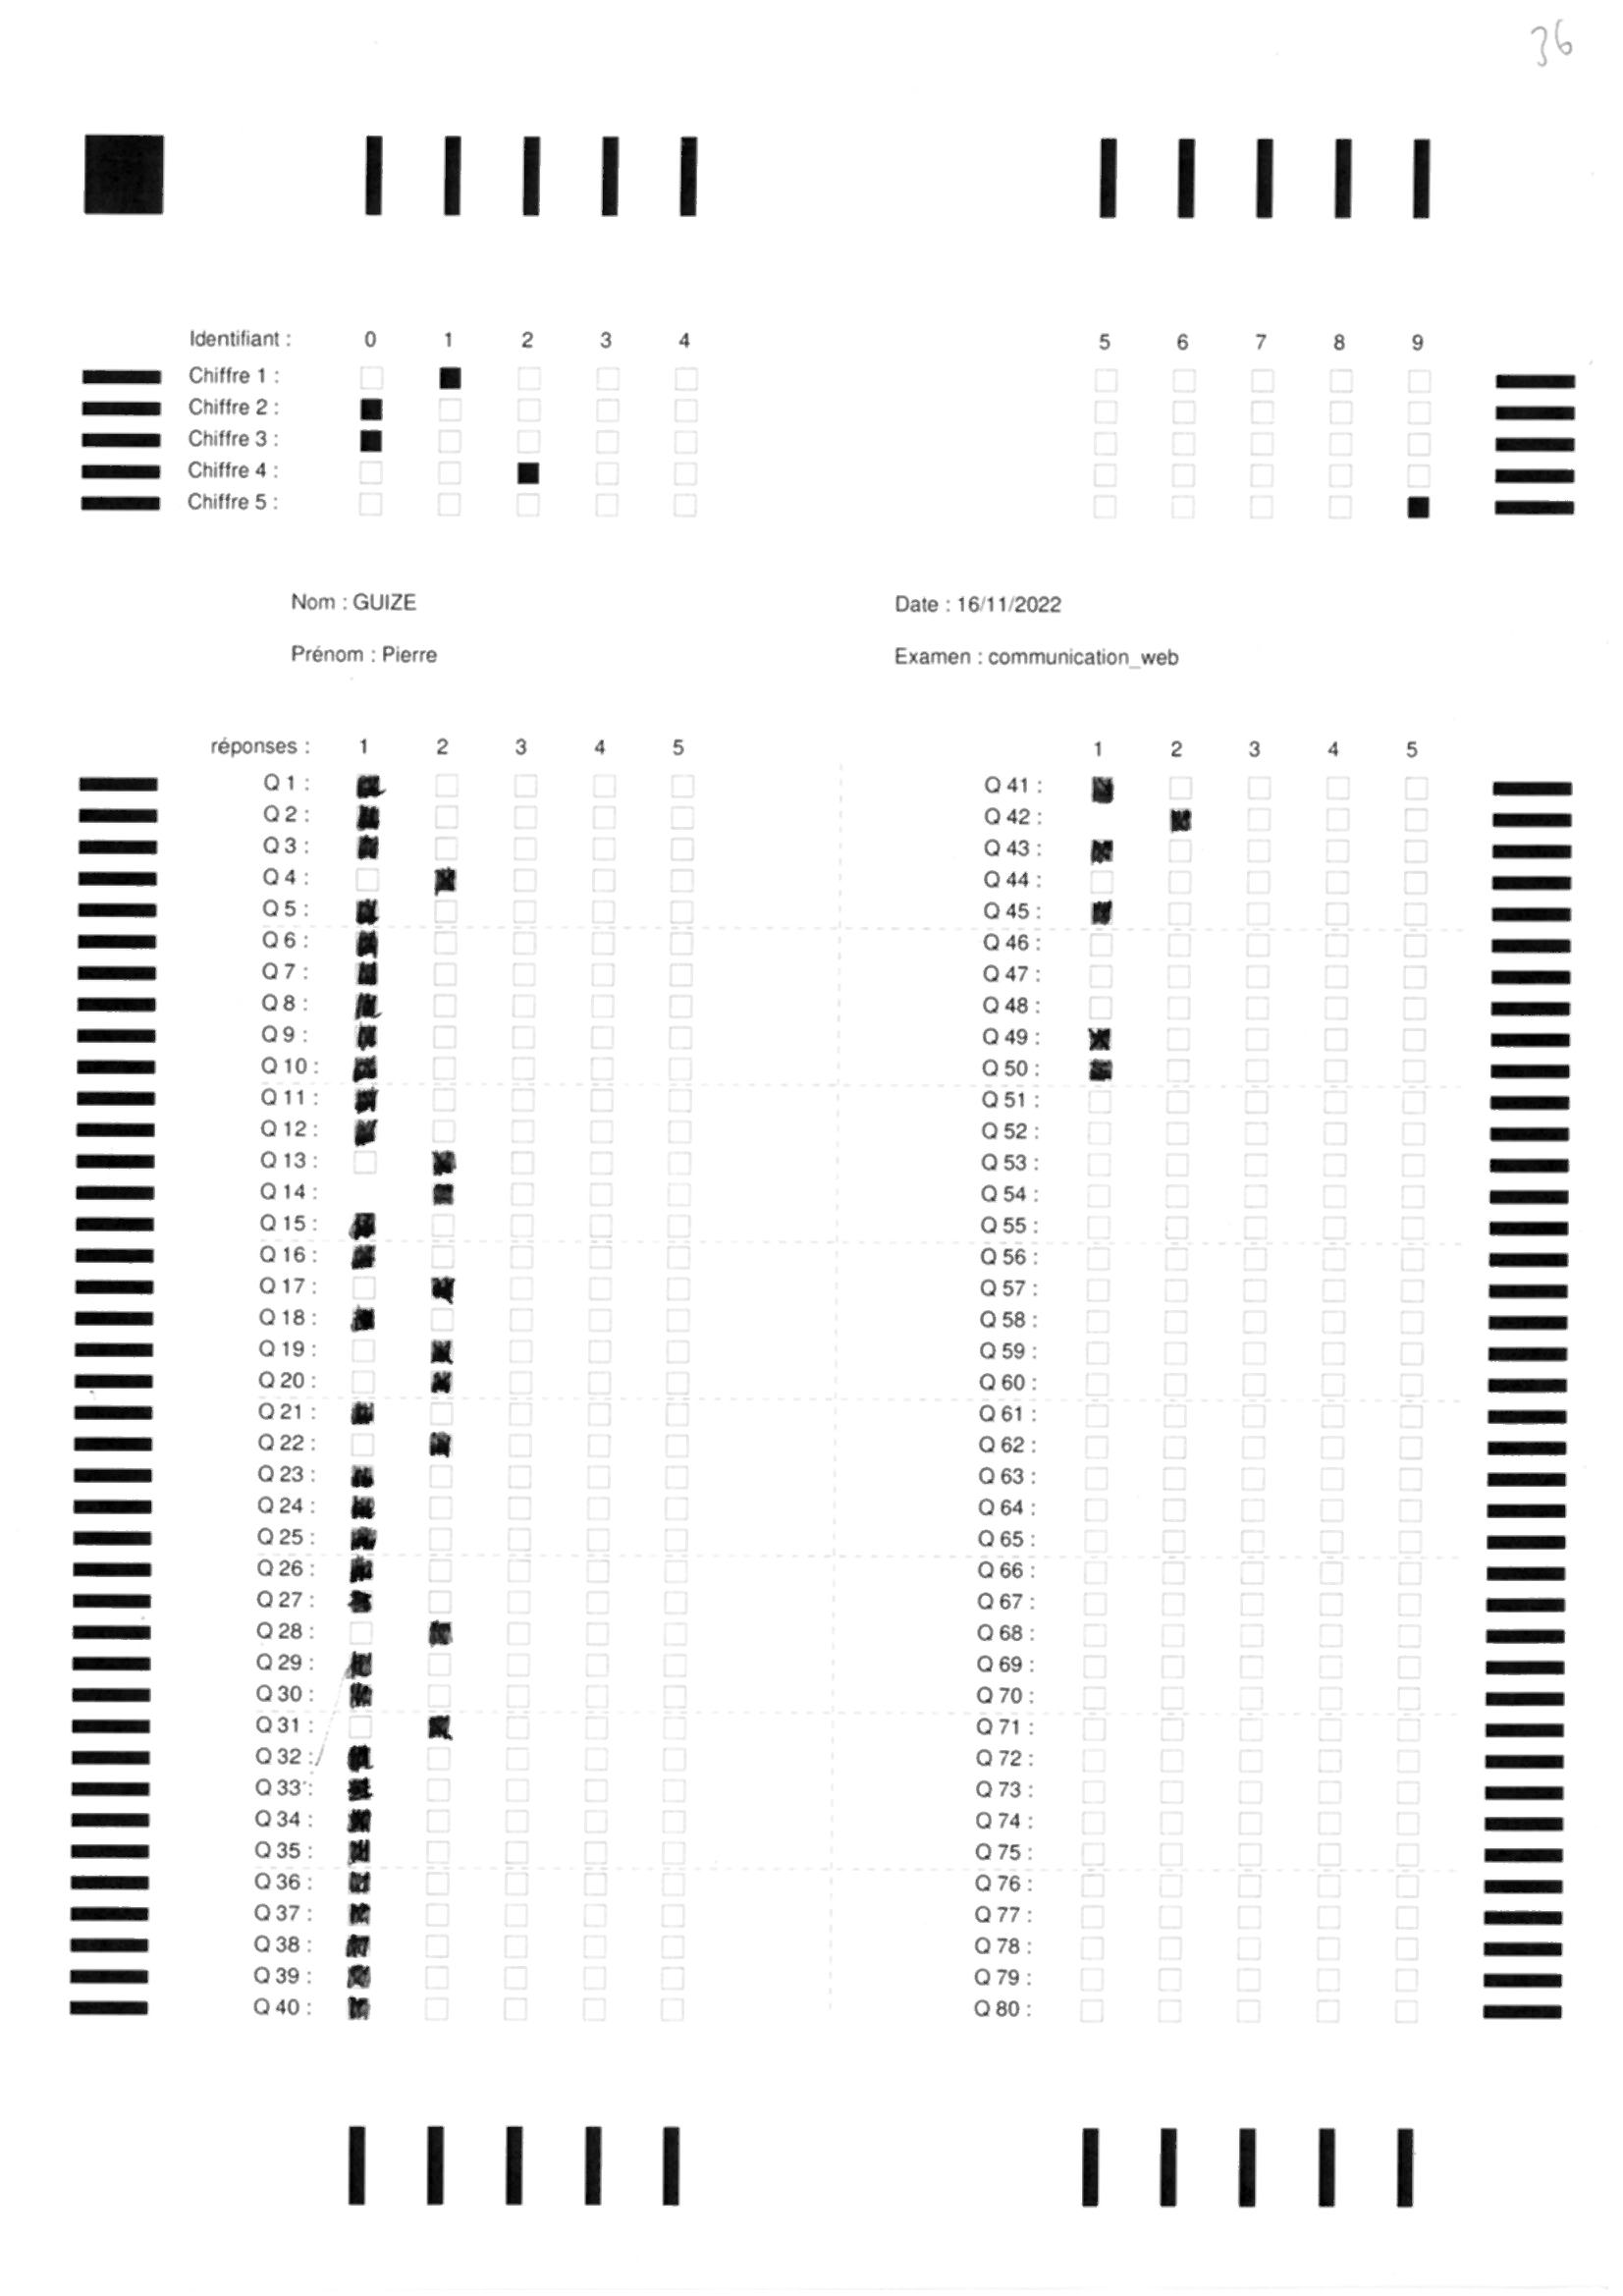 36
Identifiant : 0 1 2 3 4 5 6 7 8 9
Chiffre 1 :
Chiffre 2 :
Chiffre 3 :
Chiffre 4 :
Chiffre 5 :
Nom : GUIZE Date : 16/11/2022
Prénom : Pierre Examen : communication_web
réponses : 1 2 3 4 5 1 2 3 4 5
Q 1 : Q 41 :
Q 2 : Q 42 :
Q 3 : Q 43 :
Q 4 : Q 44 :
Q 5 : Q 45 :
Q 6 : Q 46 :
Q 7 : Q 47 :
Q 8 : Q 48 :
Q 9 : Q 49 :
Q 10 : Q 50 :
Q 11 : Q 51 :
Q 12 : Q 52 :
Q 13 : Q 53 :
Q 14 : Q 54 :
Q 15 : Q 55 :
Q 16 : Q 56 :
Q 17 : Q 57 :
Q 18 : Q 58 :
Q 19 : Q 59 :
Q 20 : Q 60 :
Q 21 : Q 61 :
Q 22 : Q 62 :
Q 23 : Q 63 :
Q 24 : Q 64 :
Q 25 : Q 65 :
Q 26 : Q 66 :
Q 27 : Q 67 :
Q 28 : Q 68 :
Q 29 : Q 69 :
Q 30 : Q 70 :
Q 31 : Q 71 :
Q 32 : Q 72 :
Q 33 : Q 73 :
Q 34 : Q 74 :
Q 35 : Q 75 :
Q 36 : Q 76 :
Q 37 : Q 77 :
Q 38 : Q 78 :
Q 39 : Q 79 :
Q 40 : Q 80 :